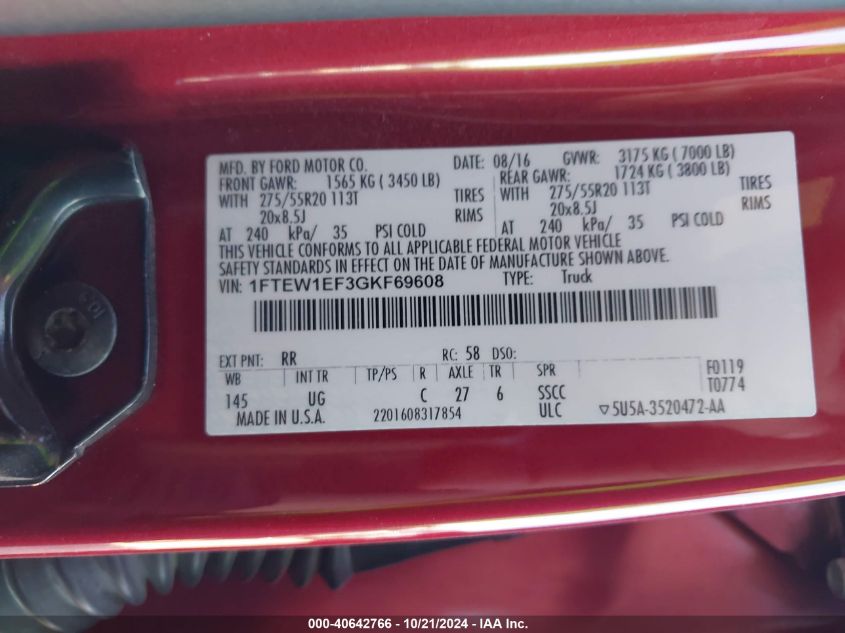 MFD. BY FORD MOTOR CO. DATE: 08/16 GVWR: 3175 KG ( 7000 LB)
FRONT GAWR: 1565 KG ( 3450 LB) REAR GAWR: 1724 KG ( 3800 LB)
WITH 275/55R20 113T TIRES WITH 275/55R20 113T TIRES
20x8.5J RIMS 20x8.5J RIMS
AT 240 kPa/ 35 PSI COLD AT 240 kPa/ 35 PSI COLD
THIS VEHICLE CONFORMS TO ALL APPLICABLE FEDERAL MOTOR VEHICLE
SAFETY STANDARDS IN EFFECT ON THE DATE OF MANUFACTURE SHOWN ABOVE.
VIN: 1FTEW1EF3GKF69608 TYPE: Truck
EXT PNT: RR RC: 58 DSO:
WB INT TR TP/PS R AXLE TR SPR F0119
145 UG C 27 6 SSCC T0774
MADE IN U.S.A. 2201608317854 ULC ▽5U5A-3520472-AA
000-40642766 - 10/21/2024 - IAAI - Insurance Auto Auctions, Inc.